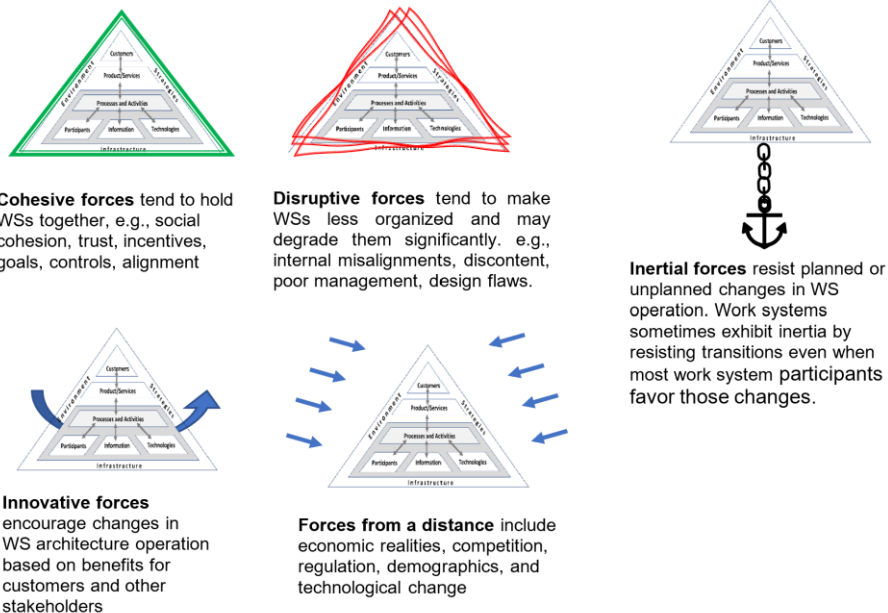 Customers
Product/Services
Processes and Activities
Participants Information Technologies
Environment
Strategies
Infrastructure
Customers
Product/Services
Processes and Activities
Participants Information Technologies
Environment
Strategies
Infrastructure
Customers
Product/Services
Processes and Activities
Participants Information Technologies
Environment
Strategies
Infrastructure
Cohesive forces tend to hold
WSs together, e.g., social
cohesion, trust, incentives,
goals, controls, alignment
Disruptive forces tend to make
WSs less organized and may
degrade them significantly. e.g.,
internal misalignments, discontent,
poor management, design flaws.
Inertial forces resist planned or
unplanned changes in WS
operation. Work systems
sometimes exhibit inertia by
resisting transitions even when
most work system participants
favor those changes.
Customers
Product/Services
Processes and Activities
Participants Information Technologies
Environment
Strategies
Infrastructure
Customers
Product/Services
Processes and Activities
Participants Information Technologies
Environment
Strategies
Infrastructure
Innovative forces
encourage changes in
WS architecture operation
based on benefits for
customers and other
stakeholders
Forces from a distance include
economic realities, competition,
regulation, demographics, and
technological change